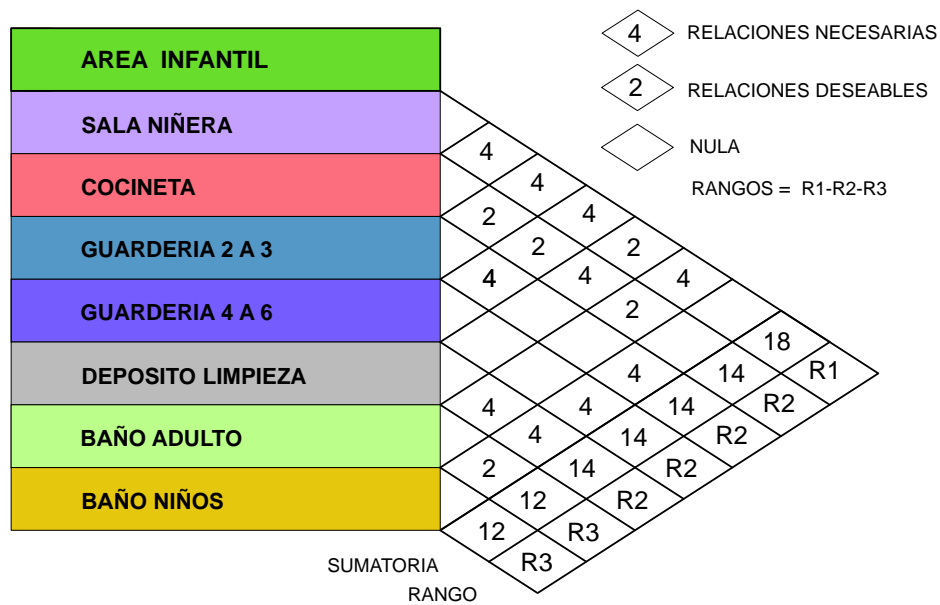 AREA INFANTIL
SALA NIÑERA
COCINETA
GUARDERIA 2 A 3
GUARDERIA 4 A 6
DEPOSITO LIMPIEZA
BAÑO ADULTO
BAÑO NIÑOS
4 RELACIONES NECESARIAS
2 RELACIONES DESEABLES
NULA
RANGOS = R1-R2-R3
4
4
2 4
2 2
4 4 4
2
18
4 14 R1
4 4 14 R2
4 14 R2
2 14 R2
12 R2
12 R3
R3
SUMATORIA
RANGO